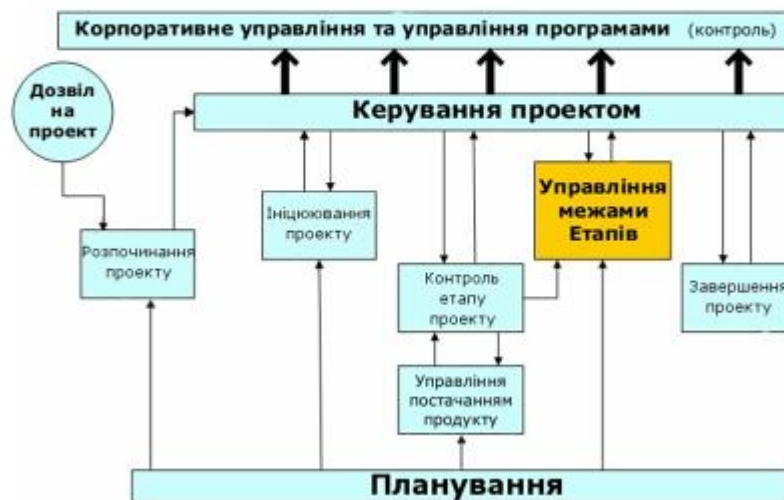 Корпоративне управління та управління програмами (контроль)
Дозвіл
на
проект
Керування проектом
Розпочинання
проекту
Ініцюювання
проекту
Управління
межами
Етапів
Контроль
етапу
проекту
Завершення
проекту
Управління
постачанням
продукту
Планування